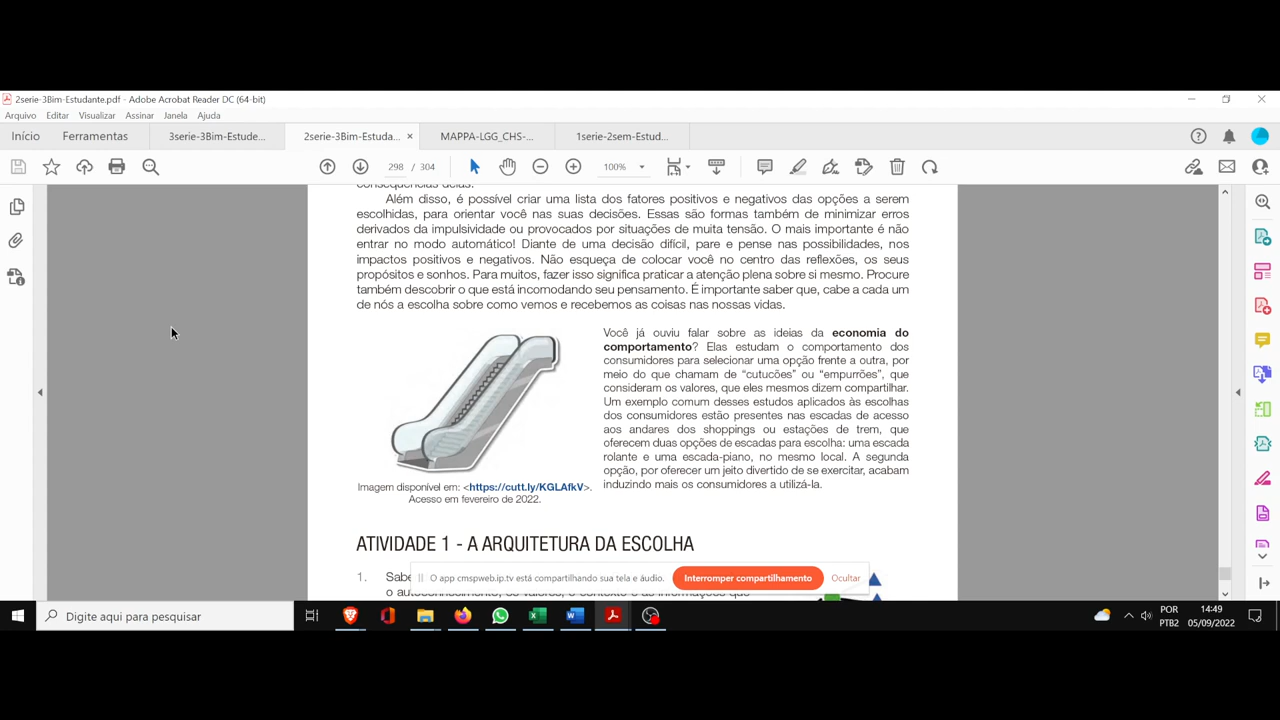 2serie-3Bim-Estudante.pdf - Adobe Acrobat Reader DC (64-bit)
Arquivo Editar Visualizar Assinar Janela Ajuda
Início Ferramentas 3serie-3Bim-Estude... 2serie-3Bim-Estuda... × MAPPA-LGG_CHS-... 1serie-2sem-Estud...
298 / 304 100%
consequências delas.
Além disso, é possível criar uma lista dos fatores positivos e negativos das opções a serem
escolhidas, para orientar você nas suas decisões. Essas são formas também de minimizar erros
derivados da impulsividade ou provocados por situações de muita tensão. O mais importante é não
entrar no modo automático! Diante de uma decisão difícil, pare e pense nas possibilidades, nos
impactos positivos e negativos. Não esqueça de colocar você no centro das reflexões, os seus
propósitos e sonhos. Para muitos, fazer isso significa praticar a atenção plena sobre si mesmo. Procure
também descobrir o que está incomodando seu pensamento. É importante saber que, cabe a cada um
de nós a escolha sobre como vemos e recebemos as coisas nas nossas vidas.
Você já ouviu falar sobre as ideias da economia do
comportamento? Elas estudam o comportamento dos
consumidores para selecionar uma opção frente a outra, por
meio do que chamam de “cutucões” ou “empurrões”, que
consideram os valores, que eles mesmos dizem compartilhar.
Um exemplo comum desses estudos aplicados às escolhas
dos consumidores estão presentes nas escadas de acesso
aos andares dos shoppings ou estações de trem, que
oferecem duas opções de escadas para escolha: uma escada
rolante e uma escada-piano, no mesmo local. A segunda
opção, por oferecer um jeito divertido de se exercitar, acabam
induzindo mais os consumidores a utilizá-la.
Imagem disponível em: <https://cutt.ly/KGLAfkV>.
Acesso em fevereiro de 2022.
ATIVIDADE 1 - A ARQUITETURA DA ESCOLHA
1. Sabe
O app cmspweb.ip.tv está compartilhando sua tela e áudio. Interromper compartilhamento Ocultar
o autoconhecimento, os valores, o contexto e as informações que
Digite aqui para pesquisar
POR 14:49
PTB2 05/09/2022